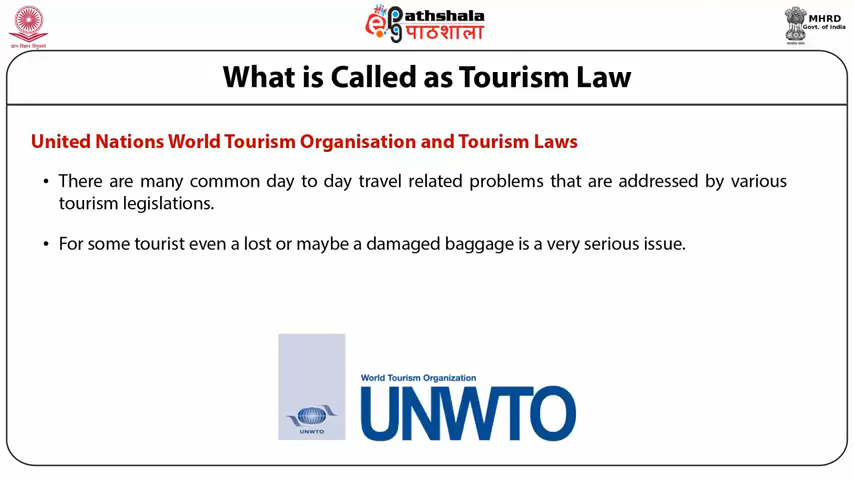 ज्ञान-विज्ञान विमुक्तये
e Pathshala
पाठशाला
MHRD
Govt. of India
What is Called as Tourism Law
United Nations World Tourism Organisation and Tourism Laws
• There are many common day to day travel related problems that are addressed by various
tourism legislations.
• For some tourist even a lost or maybe a damaged baggage is a very serious issue.
UNWTO
World Tourism Organization
UNWTO